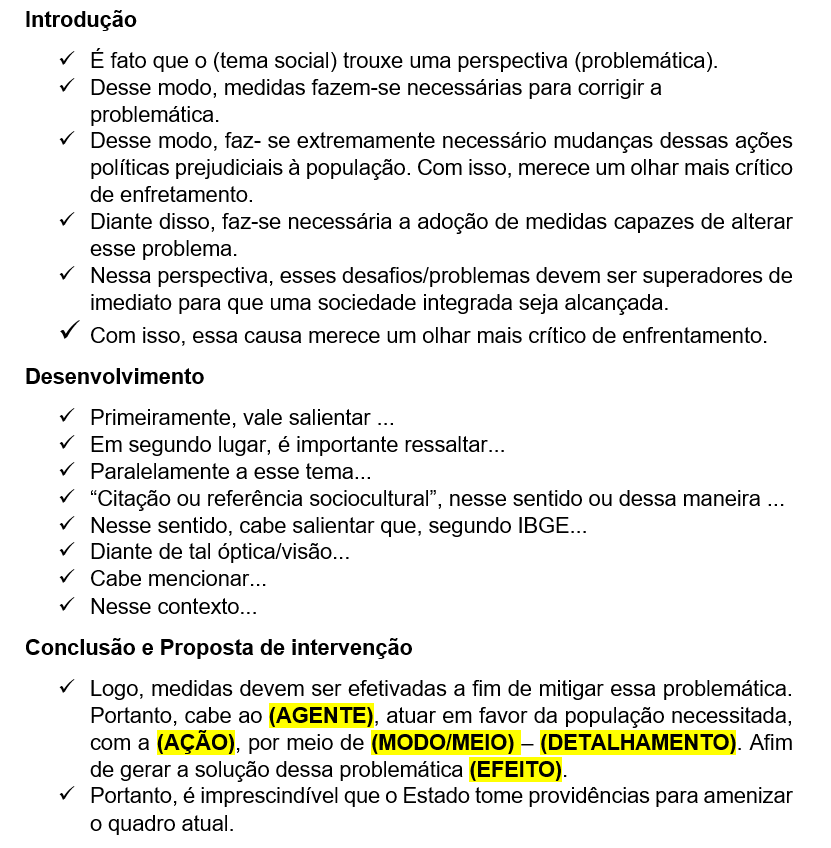 Introdução
✓ É fato que o (tema social) trouxe uma perspectiva (problemática).
✓ Desse modo, medidas fazem-se necessárias para corrigir a
problemática.
✓ Desse modo, faz- se extremamente necessário mudanças dessas ações
políticas prejudiciais à população. Com isso, merece um olhar mais crítico
de enfretamento.
✓ Diante disso, faz-se necessária a adoção de medidas capazes de alterar
esse problema.
✓ Nessa perspectiva, esses desafios/problemas devem ser superadores de
imediato para que uma sociedade integrada seja alcançada.
✓ Com isso, essa causa merece um olhar mais crítico de enfrentamento.
Desenvolvimento
✓ Primeiramente, vale salientar ...
✓ Em segundo lugar, é importante ressaltar...
✓ Paralelamente a esse tema...
✓ “Citação ou referência sociocultural”, nesse sentido ou dessa maneira ...
✓ Nesse sentido, cabe salientar que, segundo IBGE...
✓ Diante de tal óptica/visão...
✓ Cabe mencionar...
✓ Nesse contexto...
Conclusão e Proposta de intervenção
✓ Logo, medidas devem ser efetivadas a fim de mitigar essa problemática.
Portanto, cabe ao (AGENTE), atuar em favor da população necessitada,
com a (AÇÃO), por meio de (MODO/MEIO) – (DETALHAMENTO). Afim
de gerar a solução dessa problemática (EFEITO).
✓ Portanto, é imprescindível que o Estado tome providências para amenizar
o quadro atual.